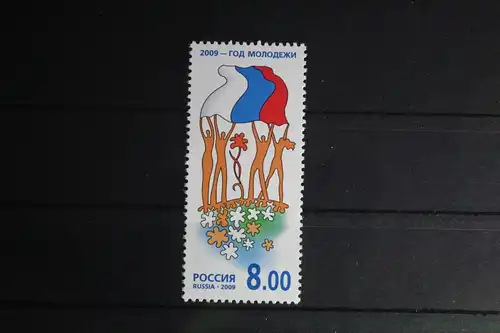 2009 — ГОД МОЛОДЕЖИ
РОССИЯ
RUSSIA • 2009
8.00